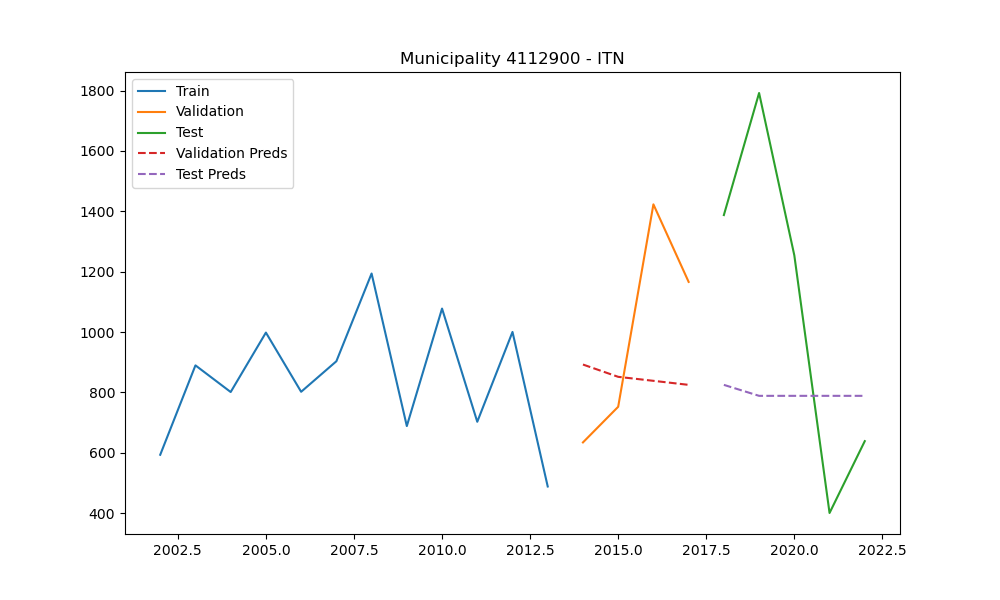 Municipality 4112900 - ITN
Train
Validation
Test
Validation Preds
Test Preds
1800
1600
1400
1200
1000
800
600
400
2002.5 2005.0 2007.5 2010.0 2012.5 2015.0 2017.5 2020.0 2022.5